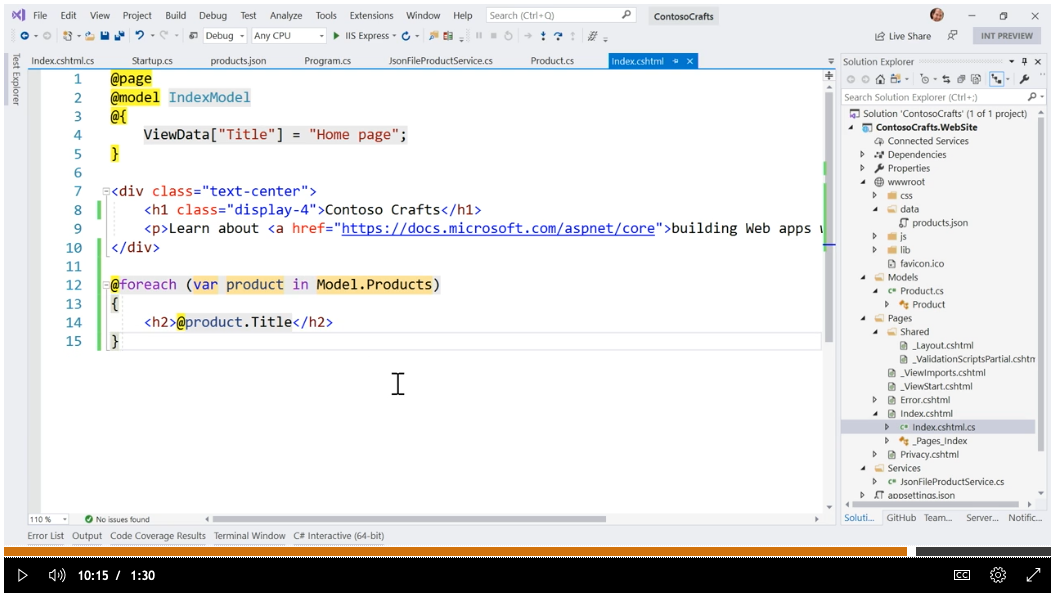 File Edit View Project Build Debug Test Analyze Tools Extensions Window Help Search (Ctrl+Q) ContosoCrafts
Debug Any CPU IIS Express Live Share INT PREVIEW
Test Explorer
Index.cshtml.cs Startup.cs products.json Program.cs JsonFileProductService.cs Product.cs Index.cshtml
1 @page
2 @model IndexModel
3 @{
4 ViewData["Title"] = "Home page";
5 }
6
7 <div class="text-center">
8 <h1 class="display-4">Contoso Crafts</h1>
9 <p>Learn about <a href="https://docs.microsoft.com/aspnet/core">building Web apps
10 </div>
11
12 @foreach (var product in Model.Products)
13 {
14 <h2>@product.Title</h2>
15 }
110 % No issues found
Error List Output Code Coverage Results Terminal Window C# Interactive (64-bit)
Solution Explorer
Search Solution Explorer (Ctrl+;)
Solution 'ContosoCrafts' (1 of 1 project)
ContosoCrafts.WebSite
Connected Services
Dependencies
Properties
wwwroot
css
data
products.json
js
lib
favicon.ico
Models
C# Product.cs
Product
Pages
Shared
_Layout.cshtml
_ValidationScriptsPartial.cshtm
_ViewImports.cshtml
_ViewStart.cshtml
Error.cshtml
Index.cshtml
C# Index.cshtml.cs
_Pages_Index
Privacy.cshtml
Services
C# JsonFileProductService.cs
appsettings.json
Soluti... GitHub Team... Server... Notific...
10:15 / 1:30 CC